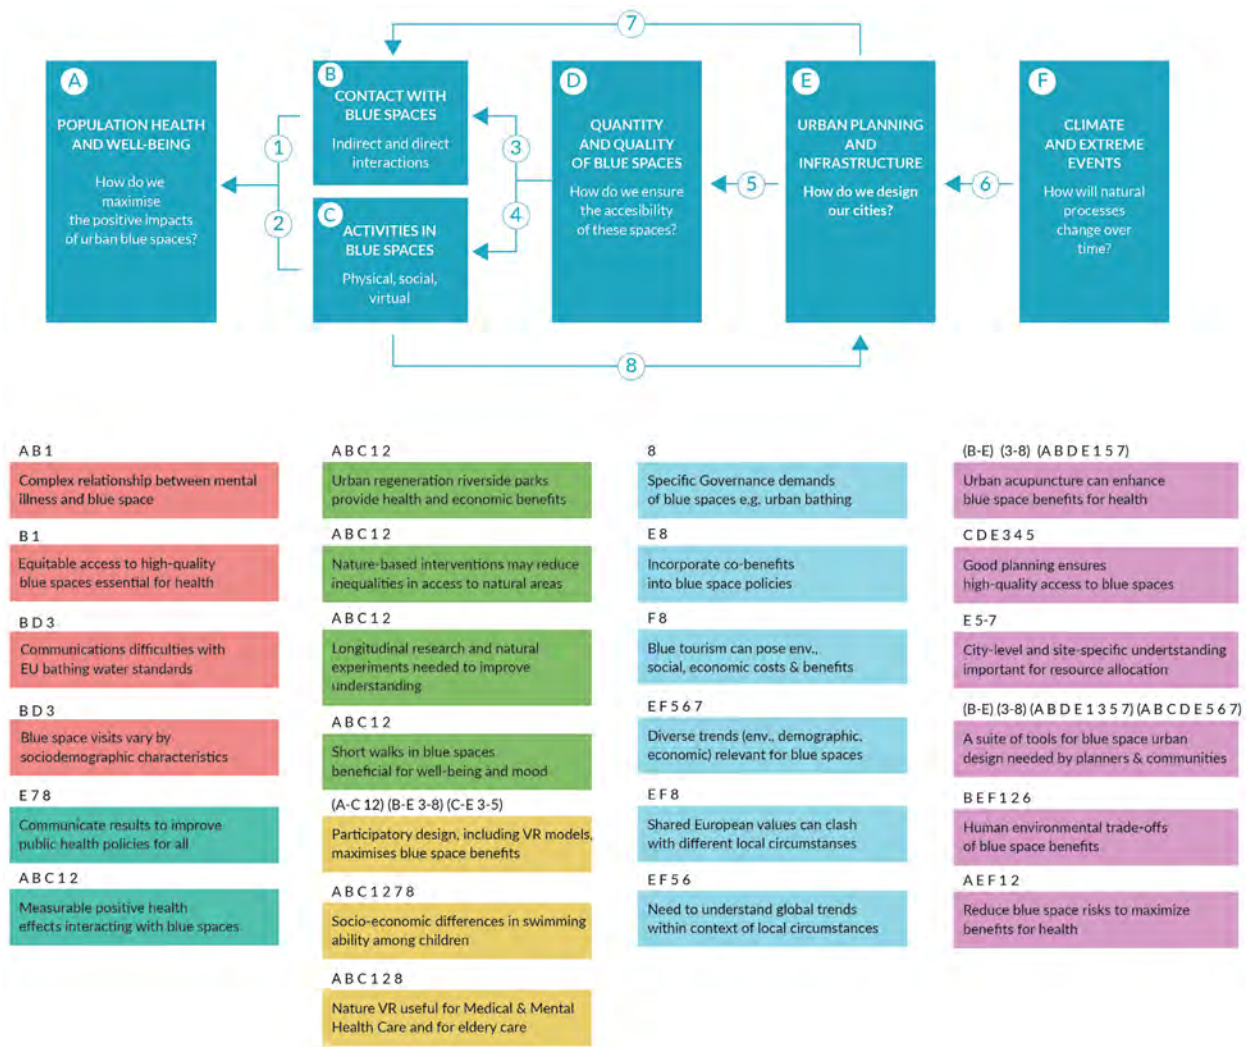 7
A
POPULATION HEALTH
AND WELL-BEING
How do we
maximise
the positive impacts
of urban blue spaces?
1
2
B
CONTACT WITH
BLUE SPACES
Indirect and direct
interactions
C
ACTIVITIES IN
BLUE SPACES
Physical, social,
virtual
3
4
D
QUANTITY
AND QUALITY
OF BLUE SPACES
How do we ensure
the accesibility
of these spaces?
5
E
URBAN PLANNING
AND
INFRASTRUCTURE
How do we design
our cities?
6
F
CLIMATE
AND EXTREME
EVENTS
How will natural
processes
change over
time?
8
A B 1
Complex relationship between mental
illness and blue space
B 1
Equitable access to high-quality
blue spaces essential for health
B D 3
Communications difficulties with
EU bathing water standards
B D 3
Blue space visits vary by
sociodemographic characteristics
E 7 8
Communicate results to improve
public health policies for all
A B C 1 2
Measurable positive health
effects interacting with blue spaces
A B C 1 2
Urban regeneration riverside parks
provide health and economic benefits
A B C 1 2
Nature-based interventions may reduce
inequalities in access to natural areas
A B C 1 2
Longitudinal research and natural
experiments needed to improve
understanding
A B C 1 2
Short walks in blue spaces
beneficial for well-being and mood
(A-C 12) (B-E 3-8) (C-E 3-5)
Participatory design, including VR models,
maximises blue space benefits
A B C 1 2 7 8
Socio-economic differences in swimming
ability among children
A B C 1 2 8
Nature VR useful for Medical & Mental
Health Care and for eldery care
8
Specific Governance demands
of blue spaces e.g. urban bathing
E 8
Incorporate co-benefits
into blue space policies
F 8
Blue tourism can pose env.,
social, economic costs & benefits
E F 5 6 7
Diverse trends (env., demographic,
economic) relevant for blue spaces
E F 8
Shared European values can clash
with different local circumstanses
E F 5 6
Need to understand global trends
within context of local circumstances
(B-E) (3-8) (A B D E 1 5 7)
Urban acupuncture can enhance
blue space benefits for health
C D E 3 4 5
Good planning ensures
high-quality access to blue spaces
E 5-7
City-level and site-specific undertstanding
important for resource allocation
(B-E) (3-8) (A B D E 1 3 5 7) (A B C D E 5 6 7)
A suite of tools for blue space urban
design needed by planners & communities
B E F 1 2 6
Human environmental trade-offs
of blue space benefits
A E F 1 2
Reduce blue space risks to maximize
benefits for health